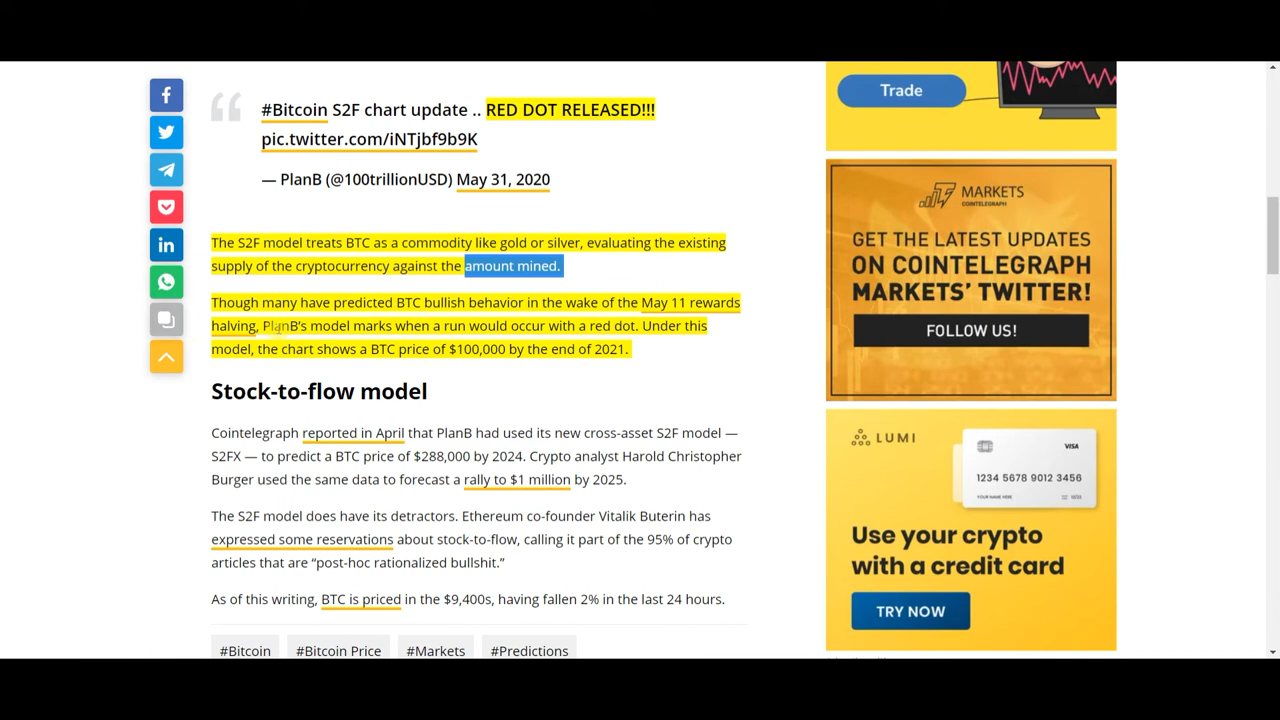 #Bitcoin S2F chart update .. RED DOT RELEASED!!!
pic.twitter.com/iNTjbf9b9K
— PlanB (@100trillionUSD) May 31, 2020
The S2F model treats BTC as a commodity like gold or silver, evaluating the existing
supply of the cryptocurrency against the amount mined.
Though many have predicted BTC bullish behavior in the wake of the May 11 rewards
halving, PlanB’s model marks when a run would occur with a red dot. Under this
model, the chart shows a BTC price of $100,000 by the end of 2021.
Stock-to-flow model
Cointelegraph reported in April that PlanB had used its new cross-asset S2F model —
S2FX — to predict a BTC price of $288,000 by 2024. Crypto analyst Harold Christopher
Burger used the same data to forecast a rally to $1 million by 2025.
The S2F model does have its detractors. Ethereum co-founder Vitalik Buterin has
expressed some reservations about stock-to-flow, calling it part of the 95% of crypto
articles that are “post-hoc rationalized bullshit.”
As of this writing, BTC is priced in the $9,400s, having fallen 2% in the last 24 hours.
#Bitcoin #Bitcoin Price #Markets #Predictions
Trade
MARKETS
COINTELEGRAPH
GET THE LATEST UPDATES
ON COINTELEGRAPH
MARKETS’ TWITTER!
FOLLOW US!
LUMI
VISA
1234 5678 9012 3456
Use your crypto
with a credit card
TRY NOW